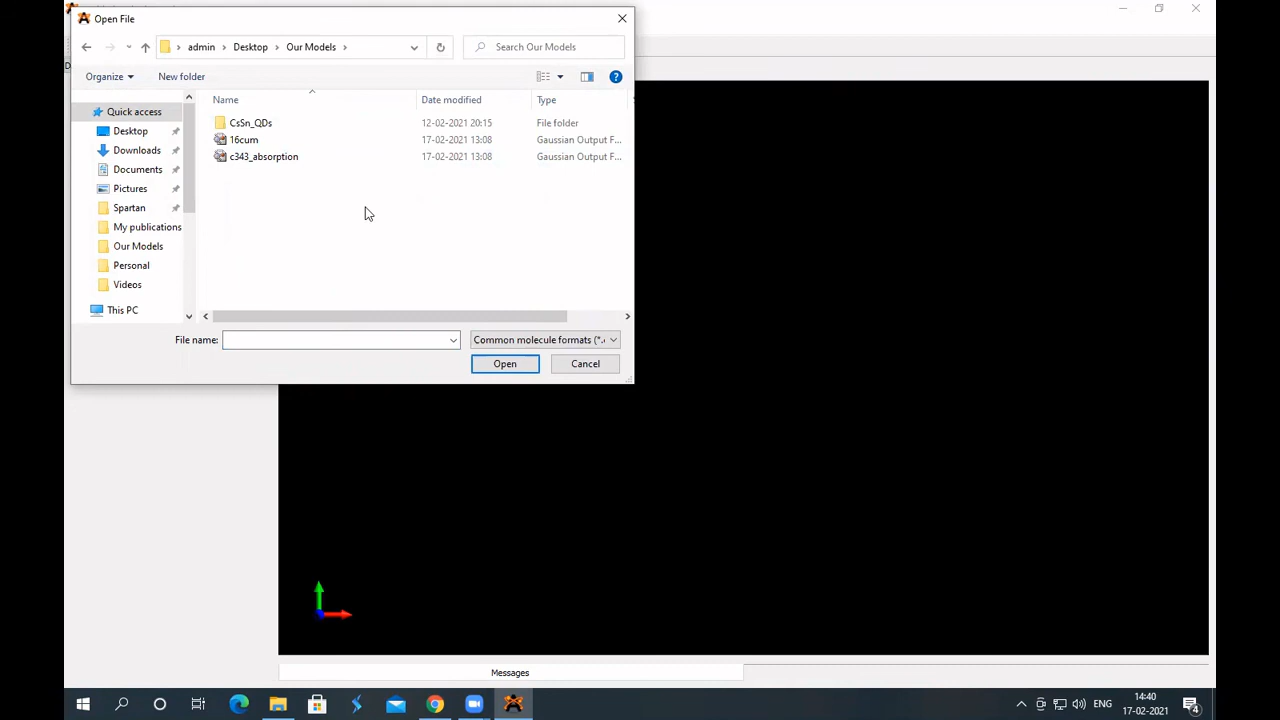 Open File
admin > Desktop > Our Models >
Search Our Models
Organize
New folder
Name
Date modified
Type
Quick access
Desktop
Downloads
Documents
Pictures
Spartan
My publications
Our Models
Personal
Videos
This PC
CsSn_QDs 12-02-2021 20:15 File folder
16cum 17-02-2021 13:08 Gaussian Output F...
c343_absorption 17-02-2021 13:08 Gaussian Output F...
File name:
Common molecule formats (*.
Open
Cancel
Messages
ENG
14:40
17-02-2021
4